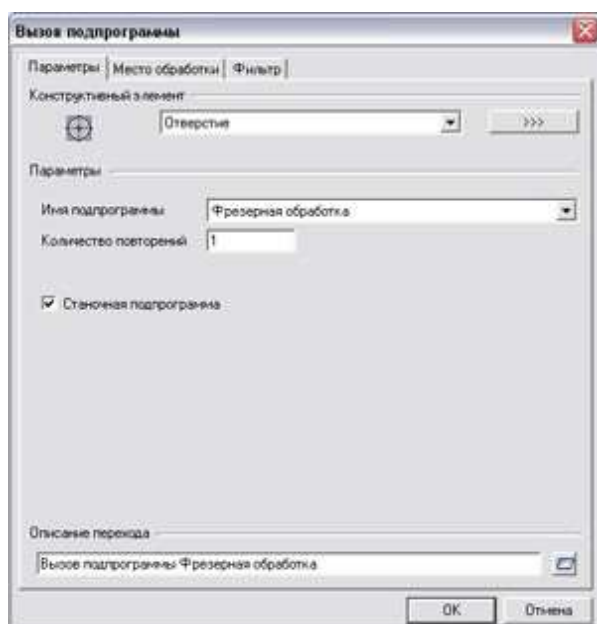 Вызов подпрограммы
Параметры Место обработки Фильтр
Конструктивный элемент
Отверстие >>>
Параметры
Имя подпрограммы Фрезерная обработка
Количество повторений 1
Станочная подпрограмма
Описание перехода
Вызов подпрограммы Фрезерная обработка
OK Отмена